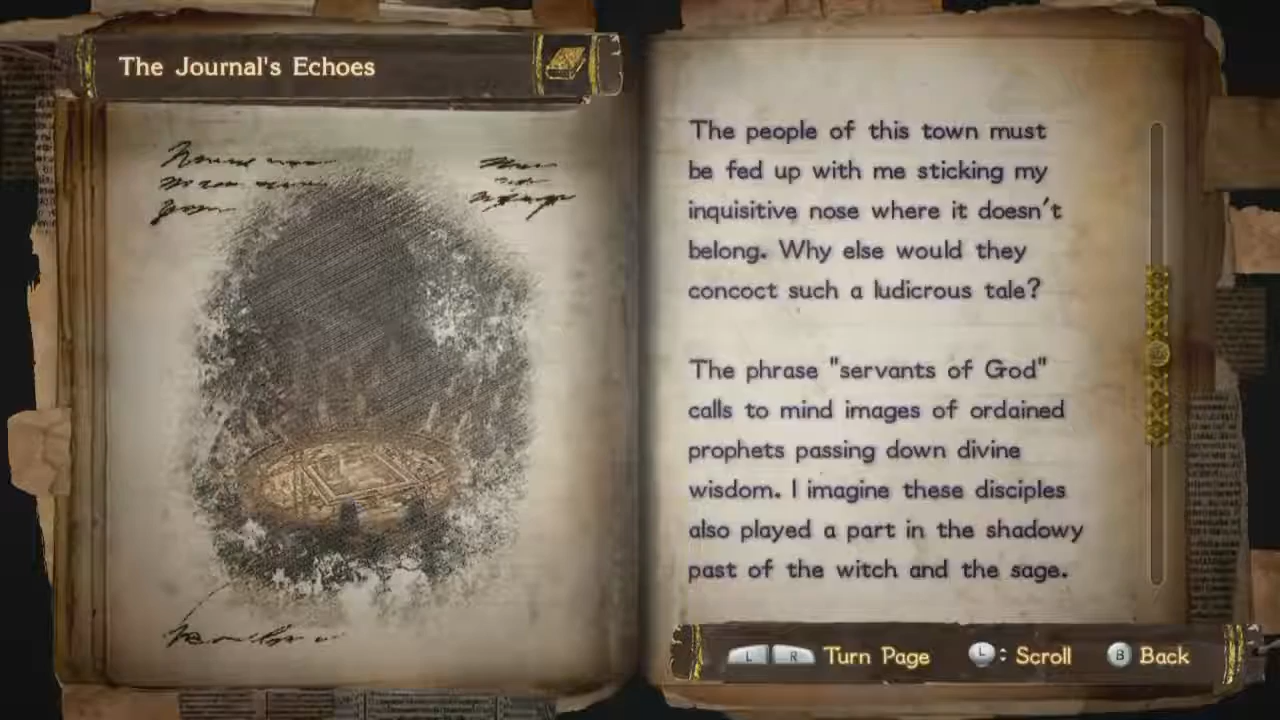 The Journal's Echoes
The people of this town must
be fed up with me sticking my
inquisitive nose where it doesn't
belong. Why else would they
concoct such a ludicrous tale?
The phrase "servants of God"
calls to mind images of ordained
prophets passing down divine
wisdom. I imagine these disciples
also played a part in the shadowy
past of the witch and the sage.
L R Turn Page L : Scroll B Back